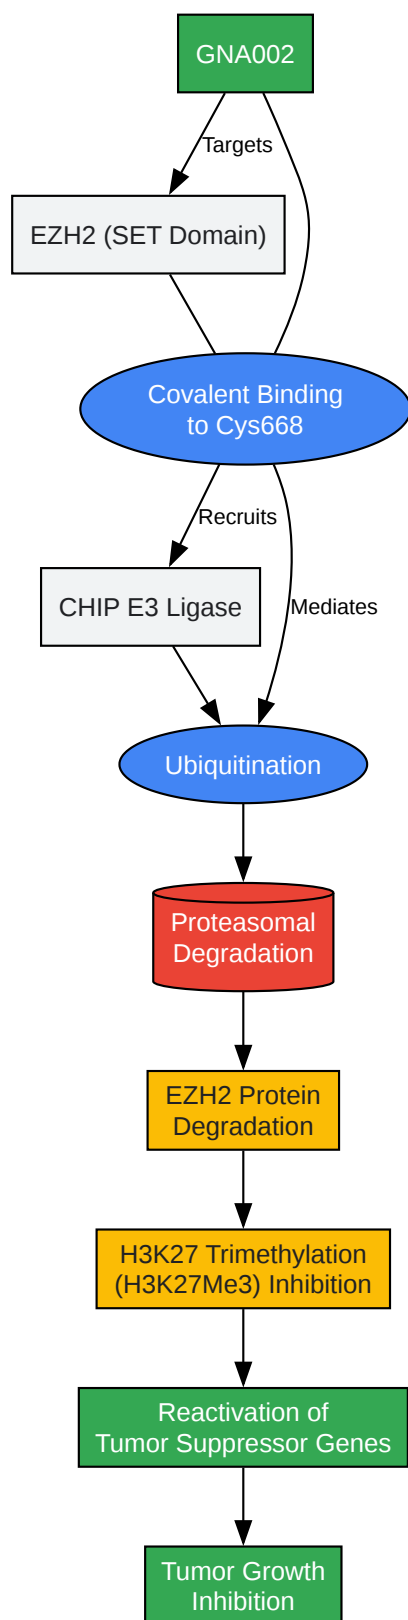 GNA002
Targets
EZH2 (SET Domain)
Covalent Binding
to Cys668
Recruits
CHIP E3 Ligase
Mediates
Ubiquitination
Proteasomal
Degradation
EZH2 Protein
Degradation
H3K27 Trimethylation
(H3K27Me3) Inhibition
Reactivation of
Tumor Suppressor Genes
Tumor Growth
Inhibition